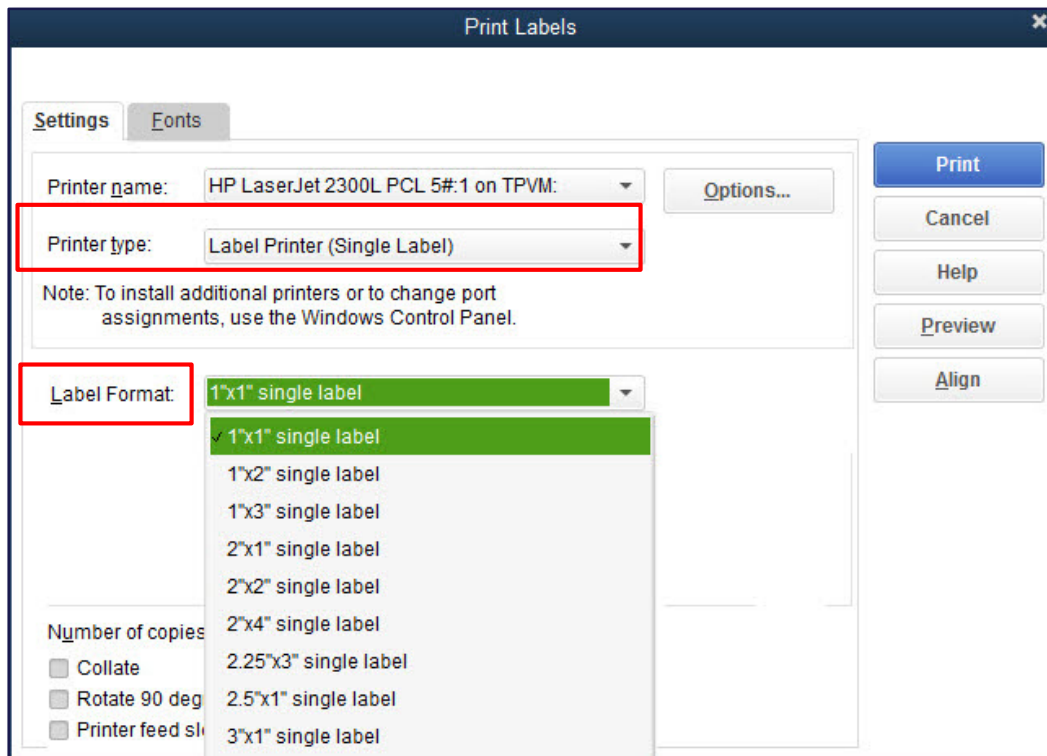 Print Labels
Settings
Fonts
Printer name:
HP LaserJet 2300L PCL 5#:1 on TPVM:
Options...
Printer type:
Label Printer (Single Label)
Note: To install additional printers or to change port
assignments, use the Windows Control Panel.
Label Format:
1"x1" single label
✓ 1"x1" single label
1"x2" single label
1"x3" single label
2"x1" single label
2"x2" single label
2"x4" single label
2.25"x3" single label
2.5"x1" single label
3"x1" single label
Number of copies
Collate
Rotate 90
Printer feed
Print
Cancel
Help
Preview
Align